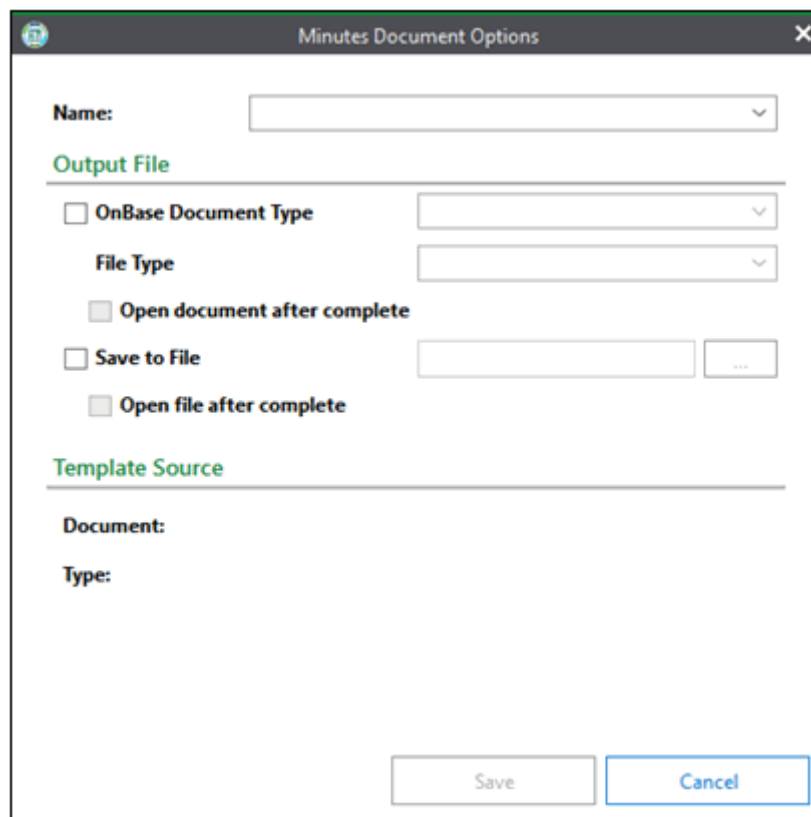 Minutes Document Options
Name:
Output File
OnBase Document Type
File Type
Open document after complete
Save to File
...
Open file after complete
Template Source
Document:
Type:
Save
Cancel